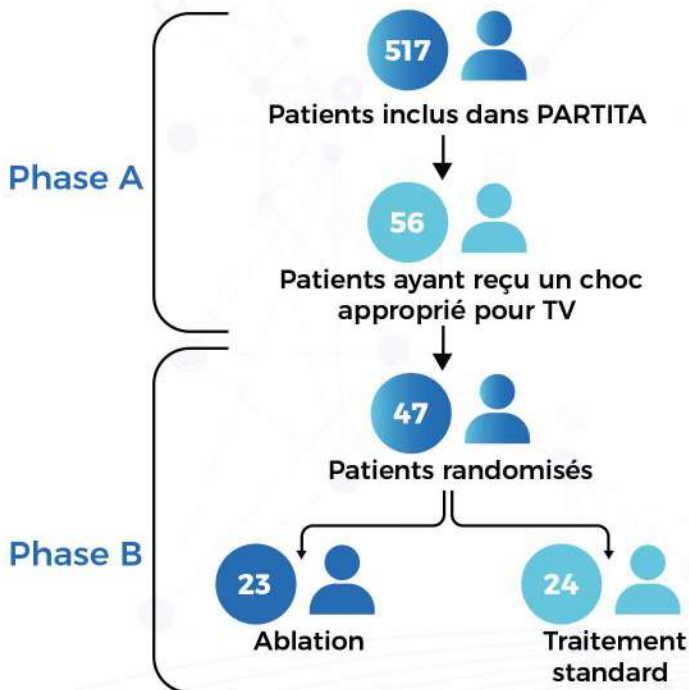 517
Patients inclus dans PARTITA
Phase A
56
Patients ayant reçu un choc
approprié pour TV
47
Patients randomisés
Phase B
23
24
Ablation
Traitement
standard